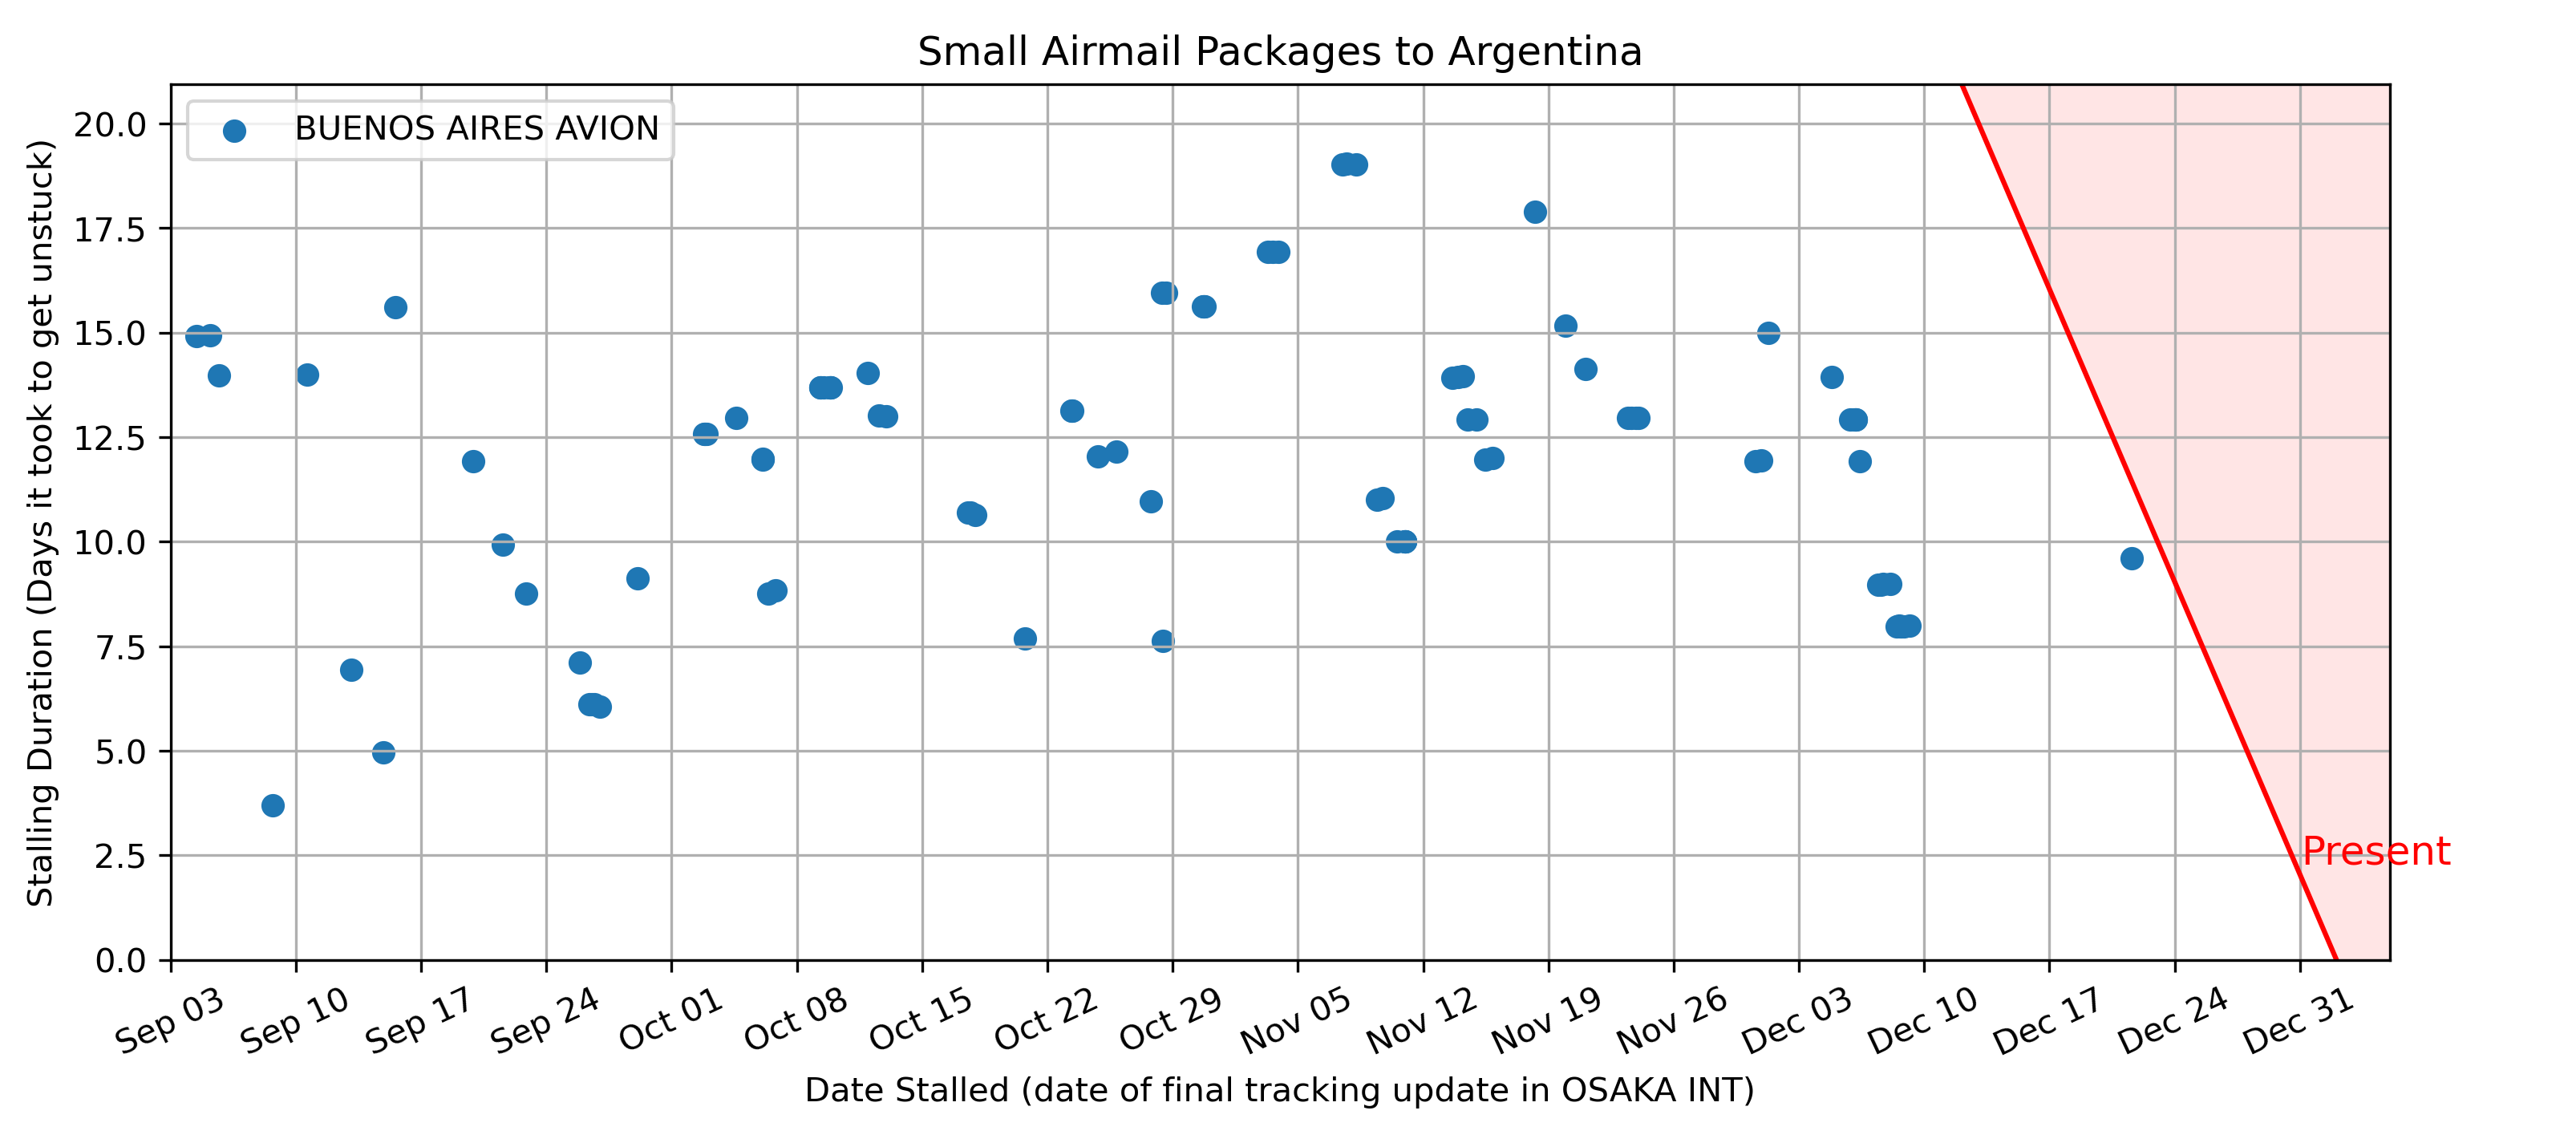 Small Airmail Packages to Argentina
BUENOS AIRES AVION
Stalling Duration (Days it took to get unstuck)
20.0
17.5
15.0
12.5
10.0
7.5
5.0
2.5
0.0
Present
Sep 03
Sep 10
Sep 17
Sep 24
Oct 01
Oct 08
Oct 15
Oct 22
Oct 29
Nov 05
Nov 12
Nov 19
Nov 26
Dec 03
Dec 10
Dec 17
Dec 24
Dec 31
Date Stalled (date of final tracking update in OSAKA INT)